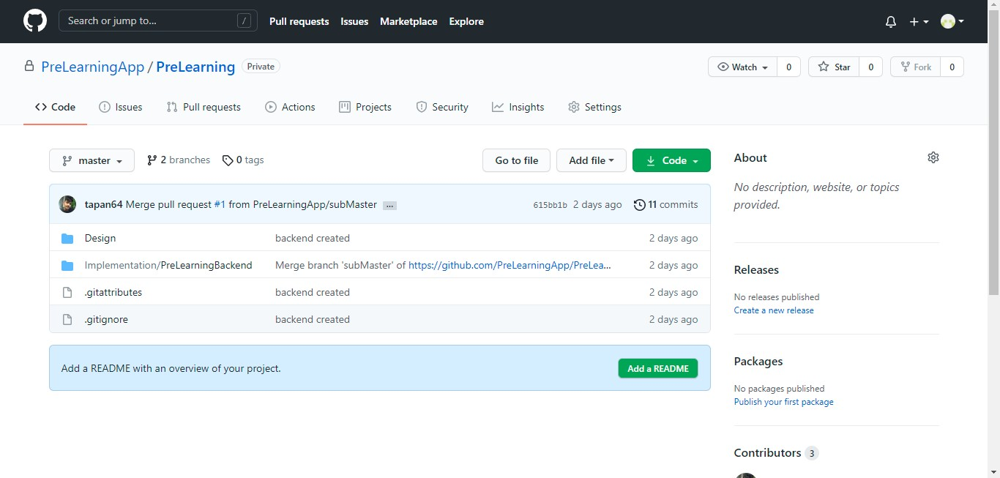 Search or jump to... / Pull requests Issues Marketplace Explore
PreLearningApp / PreLearning Private Watch 0 Star 0 Fork 0
Code Issues Pull requests Actions Projects Security Insights Settings
master 2 branches 0 tags Go to file Add file Code
tapan64 Merge pull request #1 from PreLearningApp/subMaster ... 615bb1b 2 days ago 11 commits
Design backend created 2 days ago
Implementation/PreLearningBackend Merge branch 'subMaster' of https://github.com/PreLearningApp/PreLea... 2 days ago
.gitattributes backend created 2 days ago
.gitignore backend created 2 days ago
Add a README with an overview of your project. Add a README
About
No description, website, or topics
provided.
Releases
No releases published
Create a new release
Packages
No packages published
Publish your first package
Contributors 3